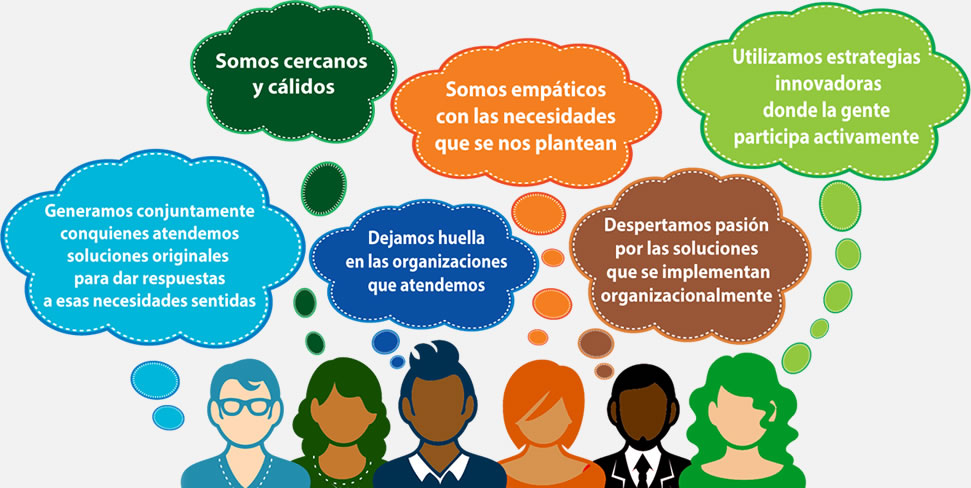 Somos cercanos
y cálidos
Somos empáticos
con las necesidades
que se nos plantean
Utilizamos estrategias
innovadoras
donde la gente
participa activamente
Generamos conjuntamente
conquienes atendemos
soluciones originales
para dar respuestas
a esas necesidades sentidas
Dejamos huella
en las organizaciones
que atendemos
Despertamos pasión
por las soluciones
que se implementan
organizacionalmente